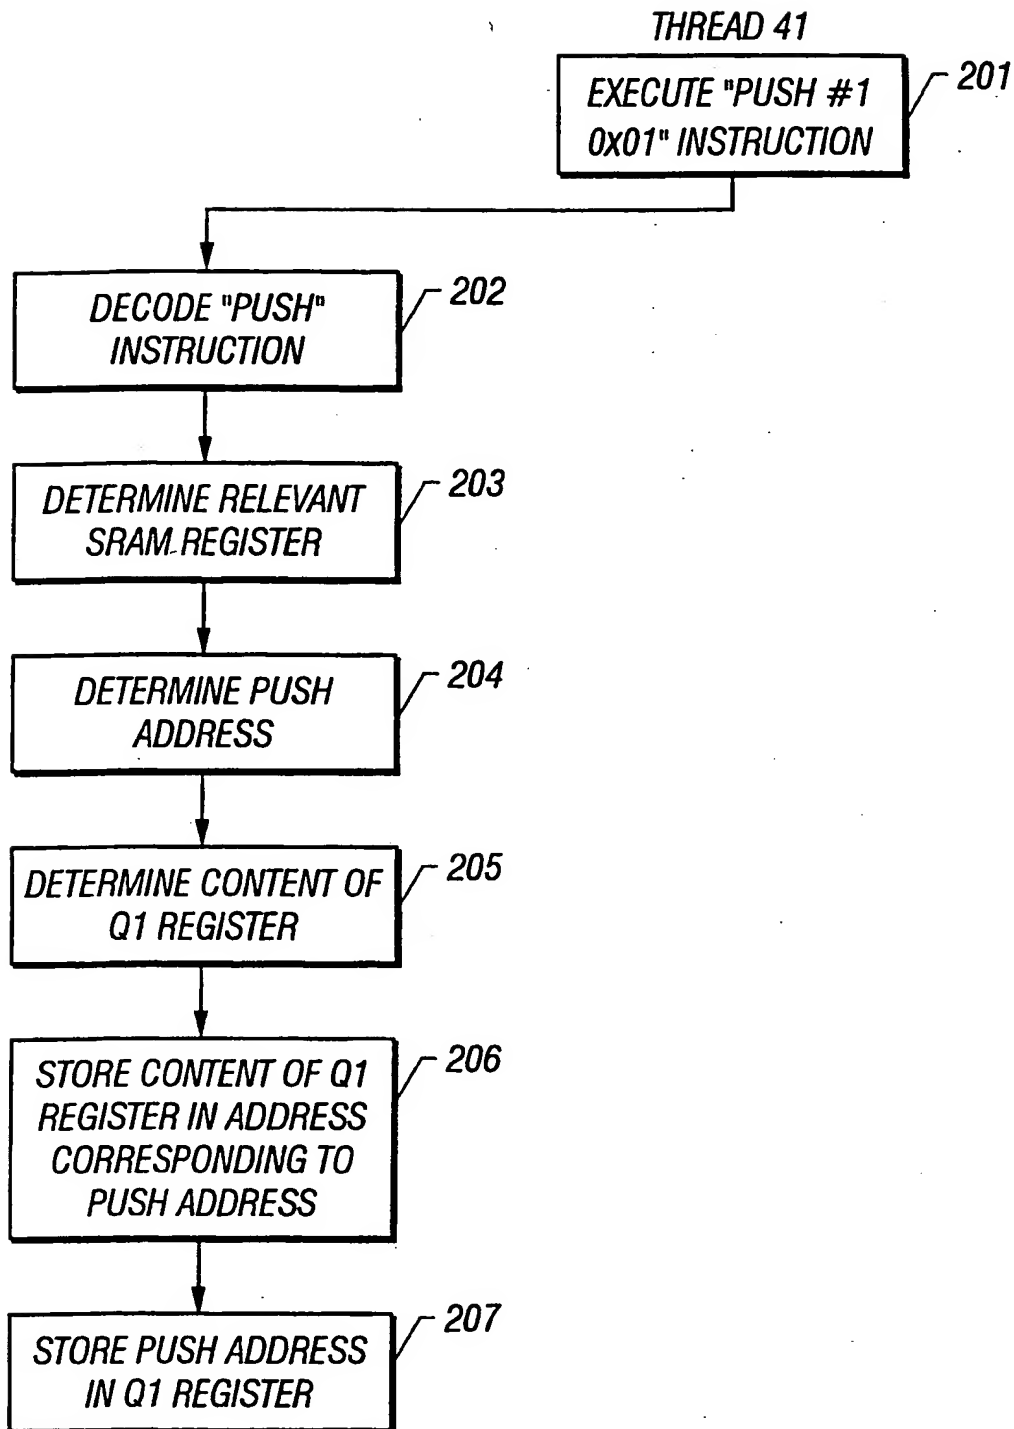 THREAD 41
EXECUTE "PUSH #1
0X01" INSTRUCTION
201
DECODE "PUSH"
INSTRUCTION
202
DETERMINE RELEVANT
SRAM REGISTER
203
DETERMINE PUSH
ADDRESS
204
DETERMINE CONTENT OF
Q1 REGISTER
205
STORE CONTENT OF Q1
REGISTER IN ADDRESS
CORRESPONDING TO
PUSH ADDRESS
206
STORE PUSH ADDRESS
IN Q1 REGISTER
207